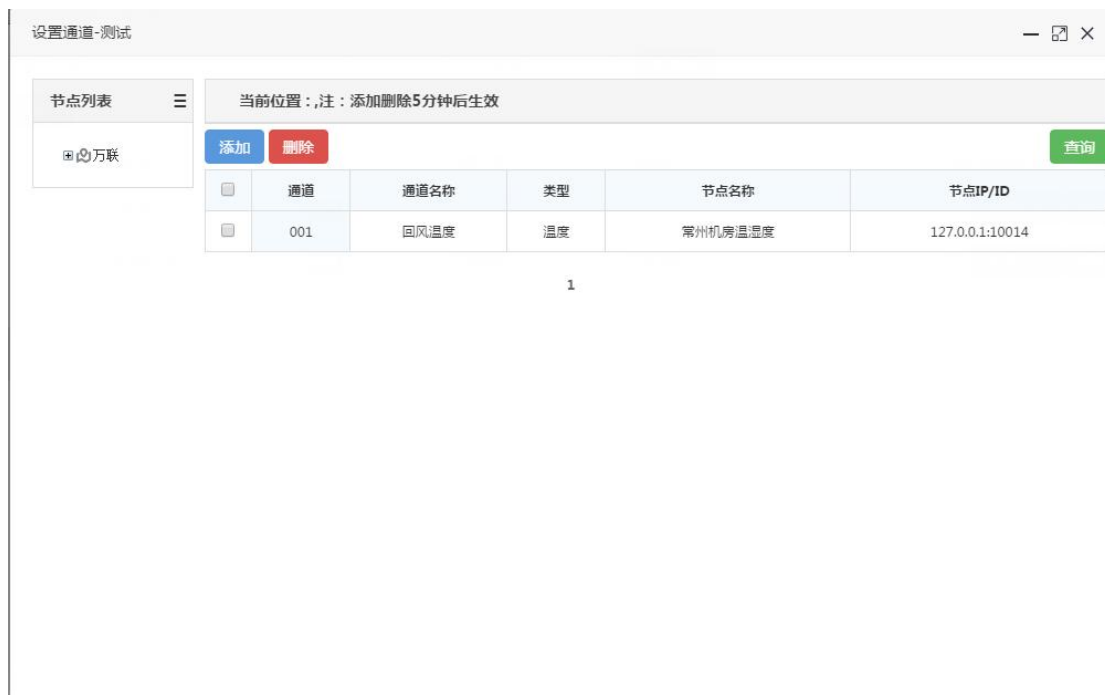 设置通道-测试
节点列表
当前位置：,注：添加删除5分钟后生效
万联
添加 删除 查询
通道 通道名称 类型 节点名称 节点IP/ID
001 回风温度 温度 常州机房温湿度 127.0.0.1:10014
1